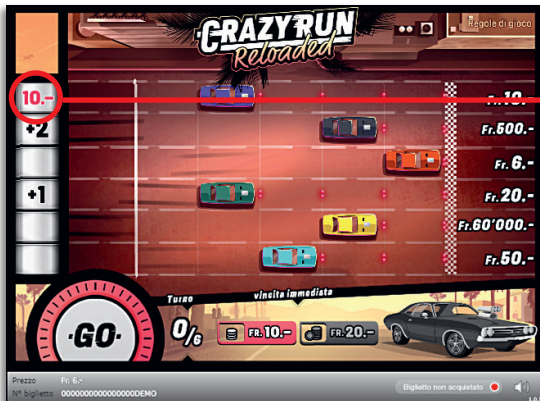 CRAZY RUN
Reloaded
Regole di gioco
10.-
Fr. 10.-
+2
Fr. 500.-
Fr. 6.-
+1
Fr. 20.-
Fr. 60'000.-
Fr. 50.-
Turno
vincita immediata
GO
0/6
FR. 10.-
FR. 20.-
Prezzo Fr. 6.-
Biglietto non acquistato
N° biglietto 0000000000000000DEMO